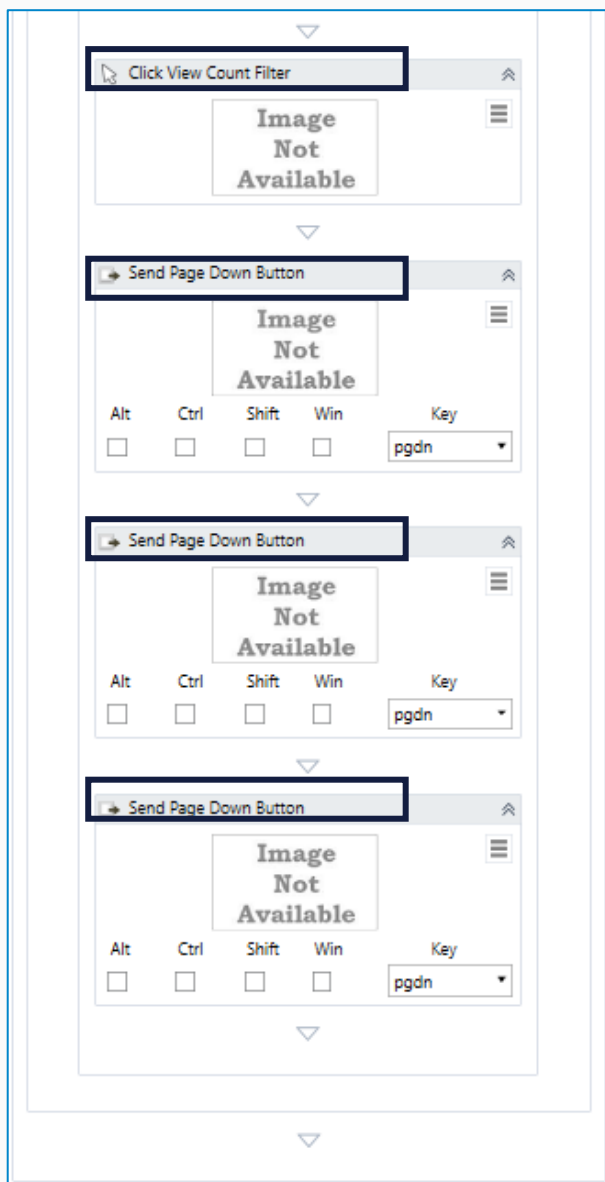 Click View Count Filter
Image
Not
Available
Send Page Down Button
Image
Not
Available
Alt Ctrl Shift Win Key
pgdn
Send Page Down Button
Image
Not
Available
Alt Ctrl Shift Win Key
pgdn
Send Page Down Button
Image
Not
Available
Alt Ctrl Shift Win Key
pgdn